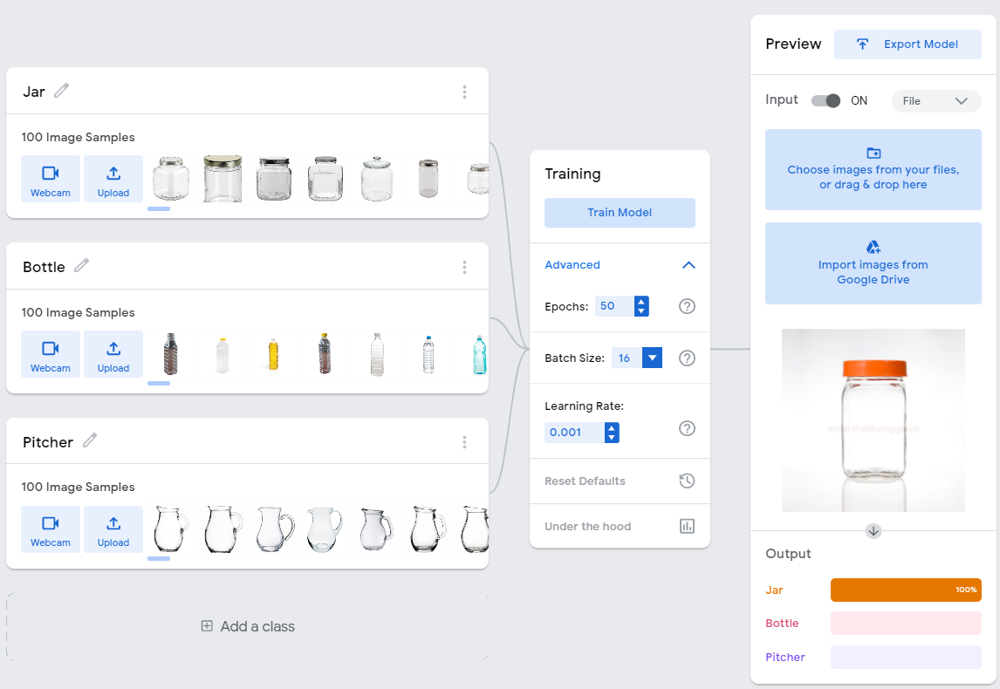 Jar
100 Image Samples
Webcam
Upload
Bottle
100 Image Samples
Webcam
Upload
Pitcher
100 Image Samples
Webcam
Upload
Add a class
Training
Train Model
Advanced
Epochs: 50
Batch Size: 16
Learning Rate:
0.001
Reset Defaults
Under the hood
Preview
Export Model
Input ON File
Choose images from your files,
or drag & drop here
Import images from
Google Drive
Output
Jar 100%
Bottle
Pitcher